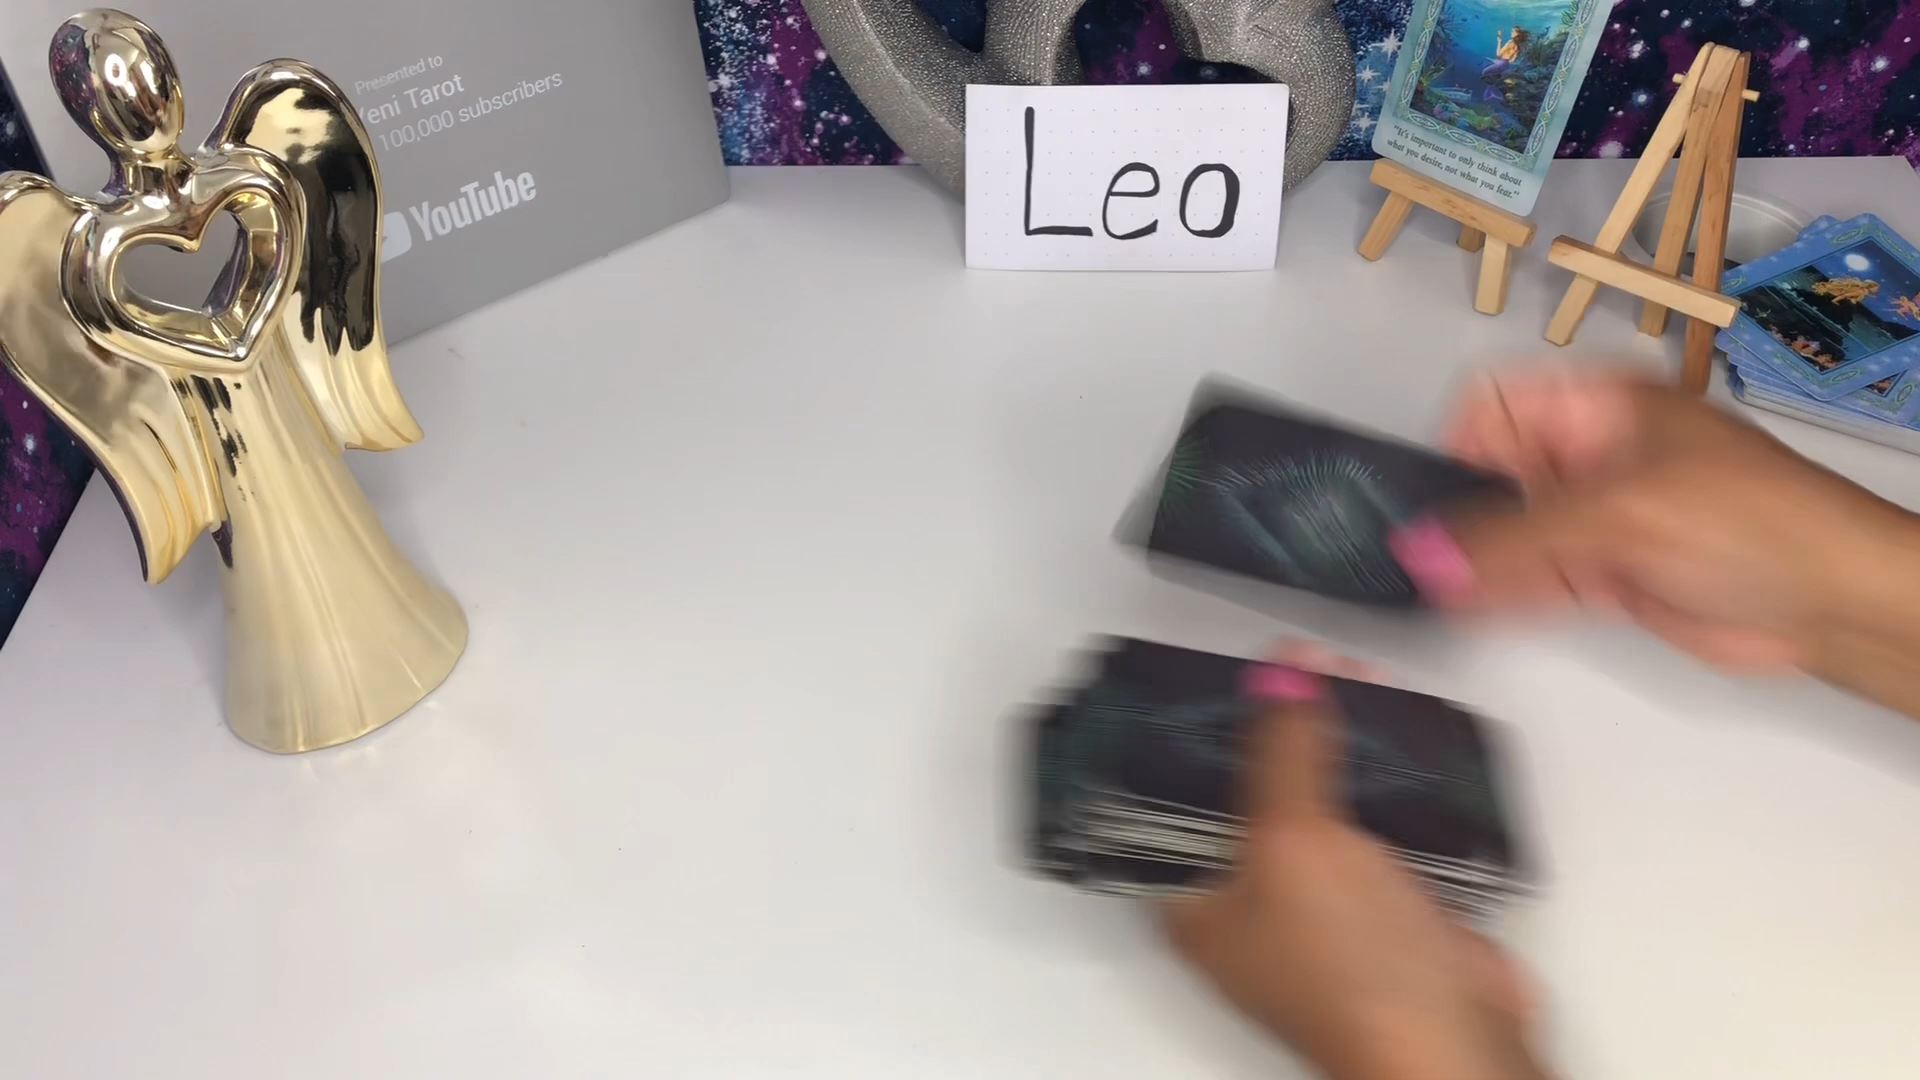 Presented to
Yeni Tarot
100,000 subscribers
YouTube
Leo
"It's important to only think about
what you desire, not what you fear."